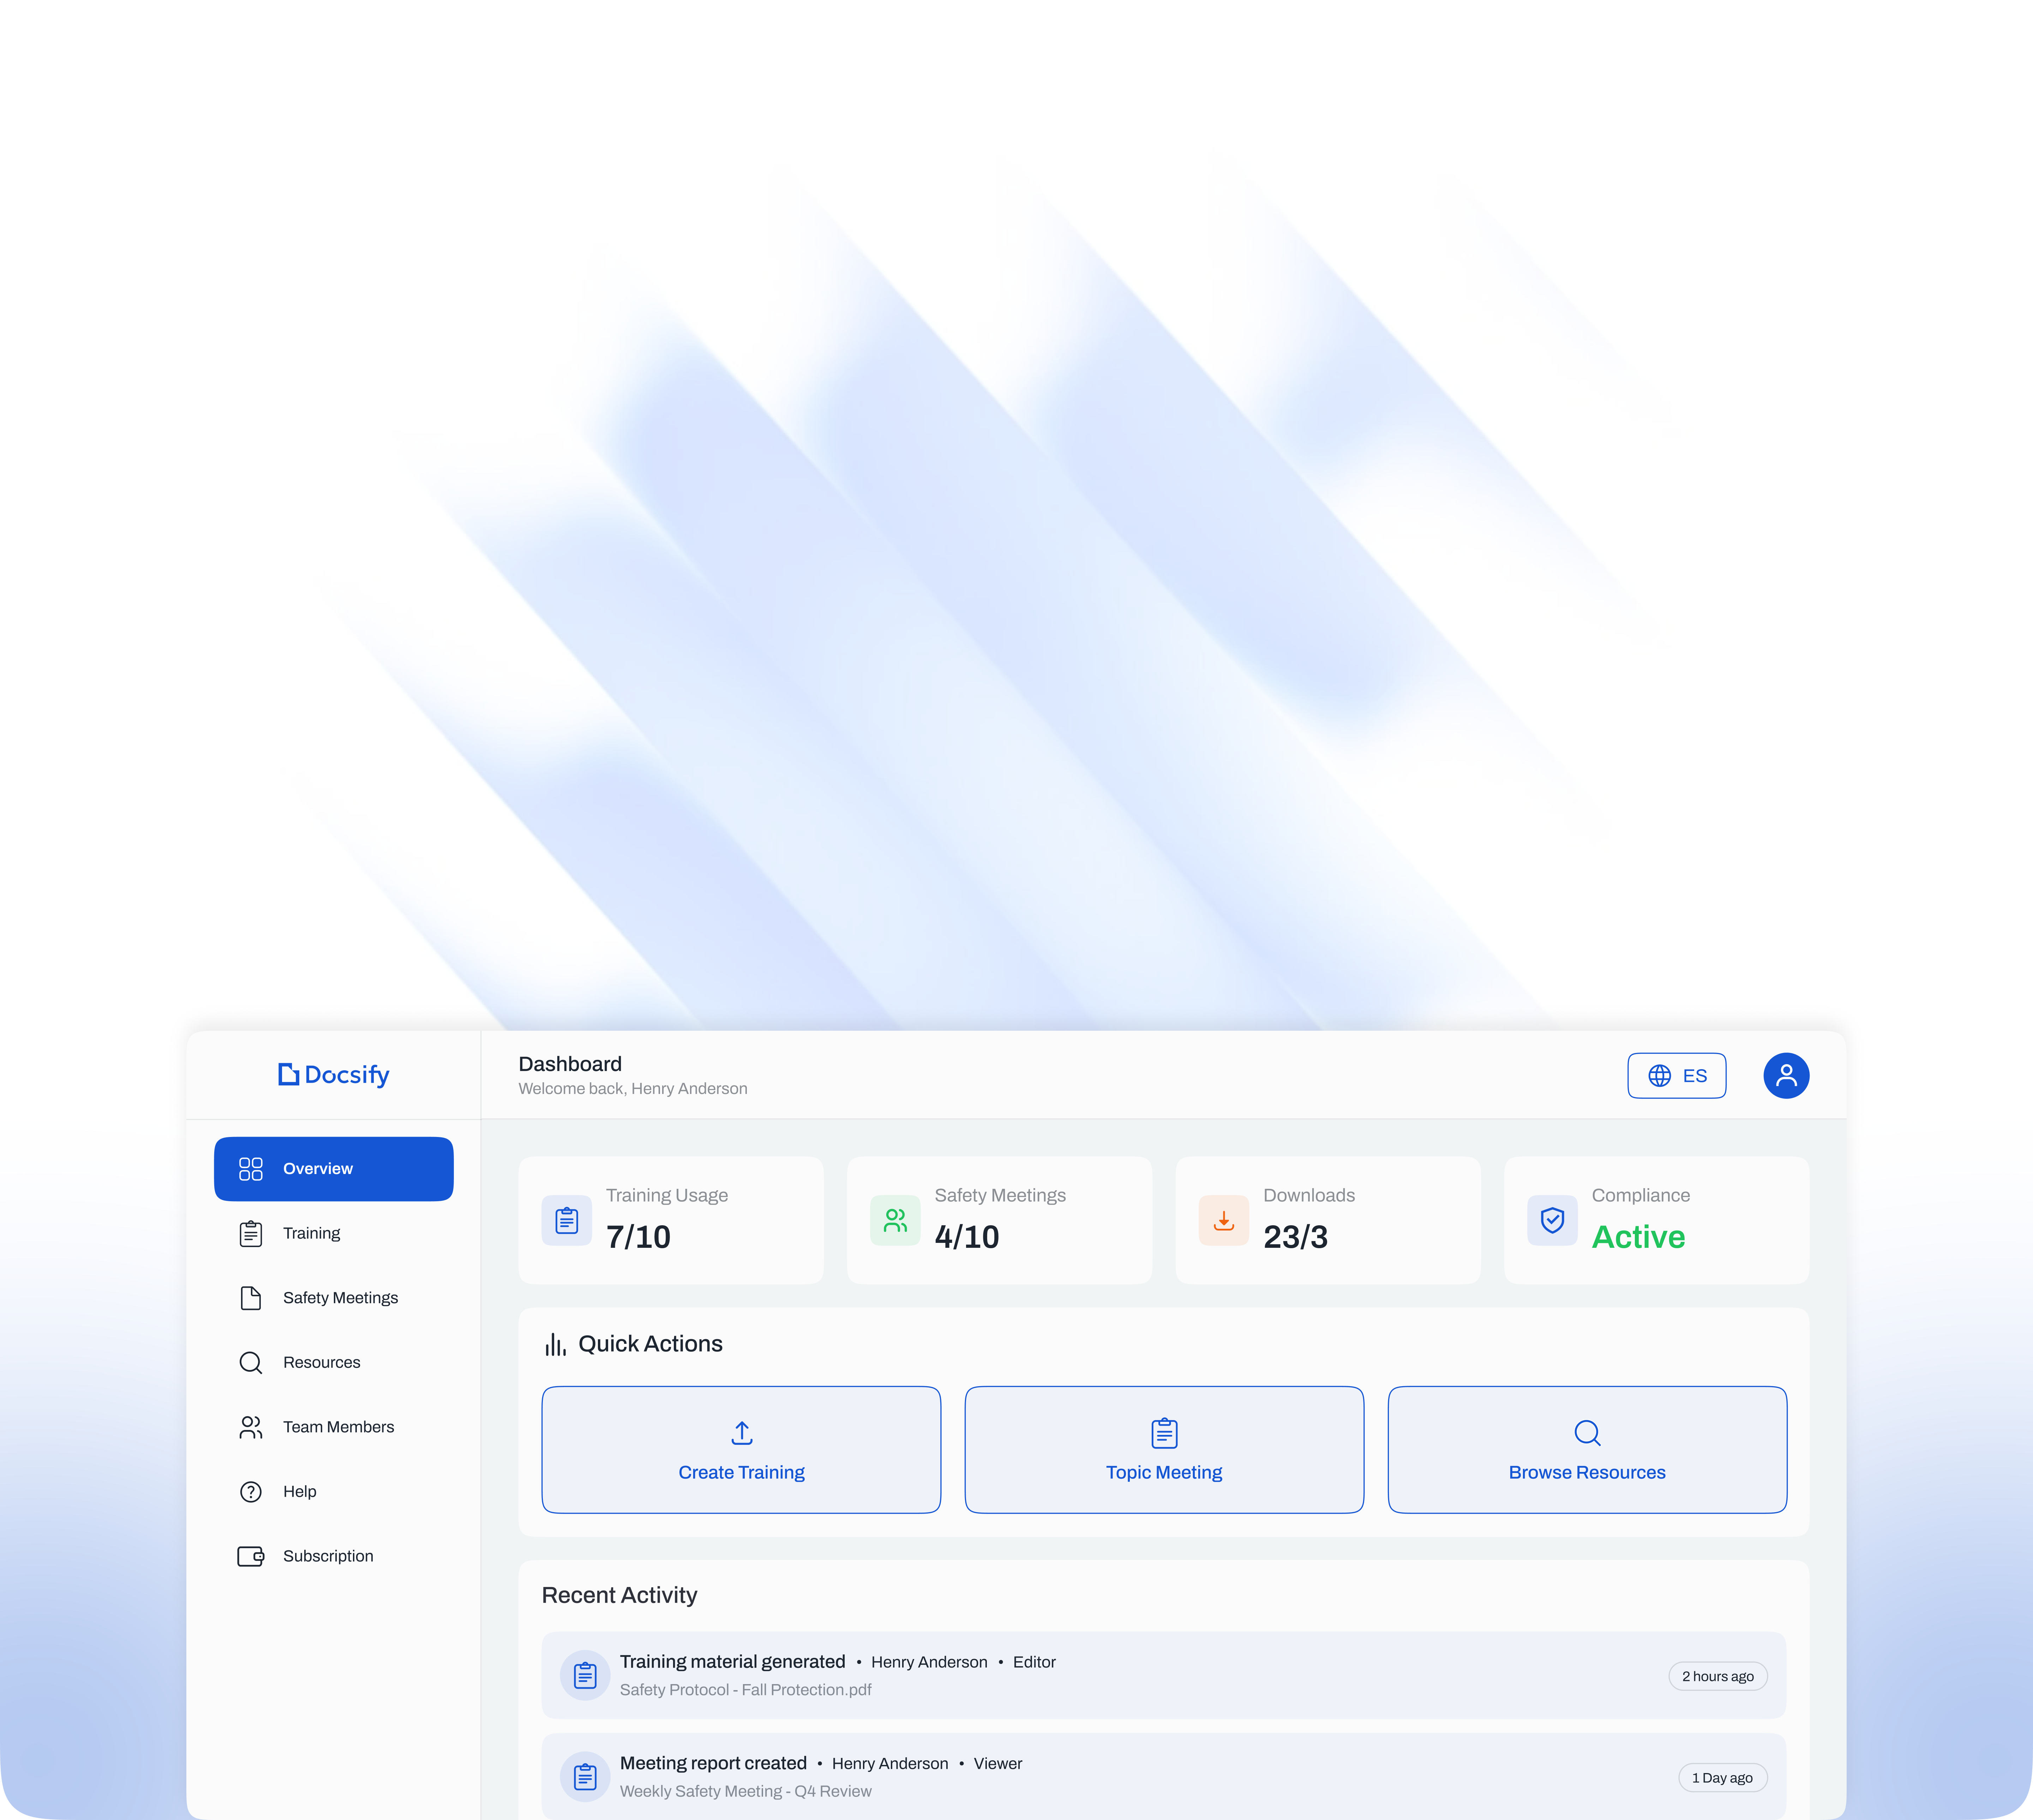 Docsify
Dashboard
Welcome back, Henry Anderson
ES
Overview
Training
Safety Meetings
Resources
Team Members
Help
Subscription
Training Usage
7/10
Safety Meetings
4/10
Downloads
23/3
Compliance
Active
Quick Actions
Create Training
Topic Meeting
Browse Resources
Recent Activity
Training material generated • Henry Anderson • Editor
Safety Protocol - Fall Protection.pdf
2 hours ago
Meeting report created • Henry Anderson • Viewer
Weekly Safety Meeting - Q4 Review
1 Day ago